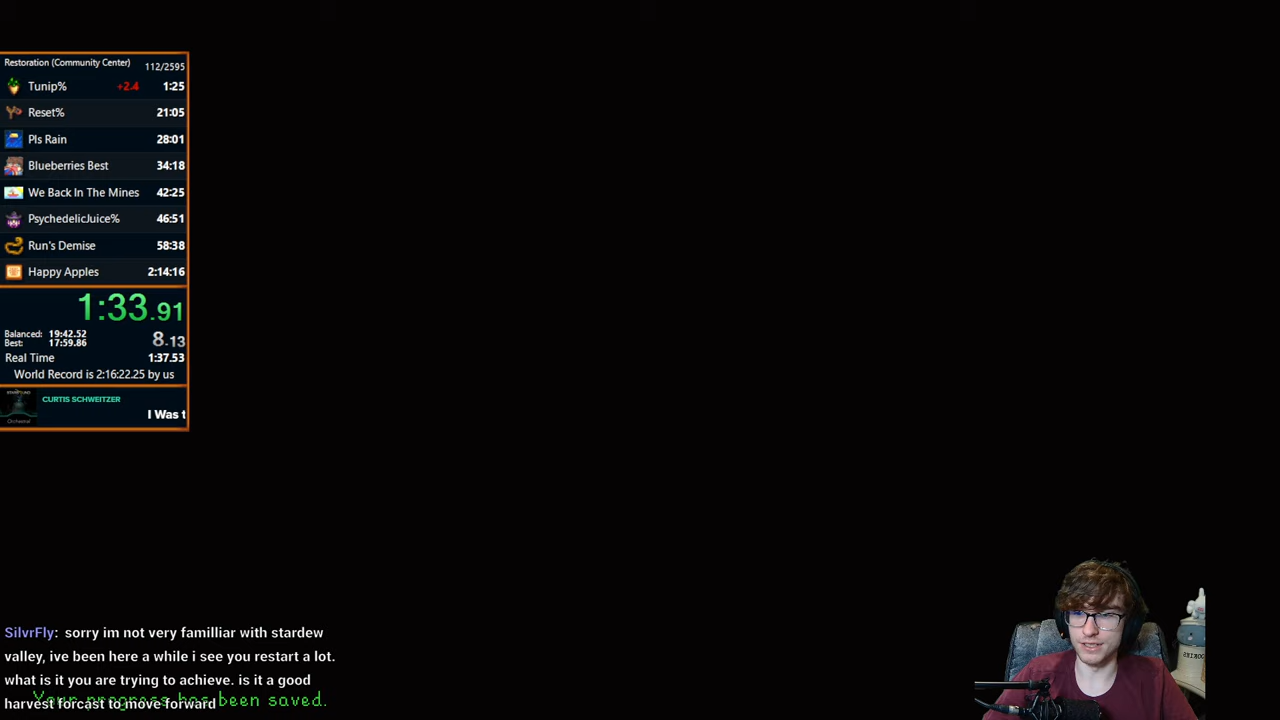 Restoration (Community Center) 112/2595
Tunip% +2.4 1:25
Reset% 21:05
Pls Rain 28:01
Blueberries Best 34:18
We Back In The Mines 42:25
PsychedelicJuice% 46:51
Run's Demise 58:38
Happy Apples 2:14:16
1:33.91
Balanced: 19:42.52
Best: 17:59.86
8.13
Real Time 1:37.53
World Record is 2:16:22.25 by us
CURTIS SCHWEITZER
I Was t
SilvrFly: sorry im not very familliar with stardew
valley, ive been here a while i see you restart a lot.
what is it you are trying to achieve. is it a good
harvest forcast to move forward
Your progress has been saved.